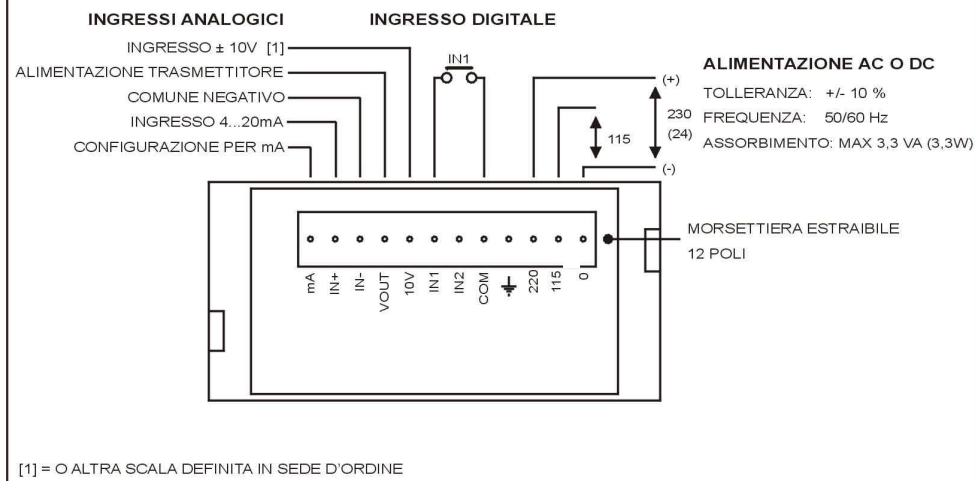 INGRESSI ANALOGICI
INGRESSO DIGITALE
INGRESSO ± 10V [1]
ALIMENTAZIONE TRASMETTITORE
COMUNE NEGATIVO
INGRESSO 4...20mA
CONFIGURAZIONE PER mA
IN1
(+)
230
(24)
115
(-)
ALIMENTAZIONE AC O DC
TOLLERANZA: +/- 10 %
FREQUENZA: 50/60 Hz
ASSORBIMENTO: MAX 3,3 VA (3,3W)
MORSETTIERA ESTRAIBILE
12 POLI
mA
IN+
IN-
VOUT
10V
IN1
IN2
COM
220
115
0
[1] = O ALTRA SCALA DEFINITA IN SEDE D'ORDINE